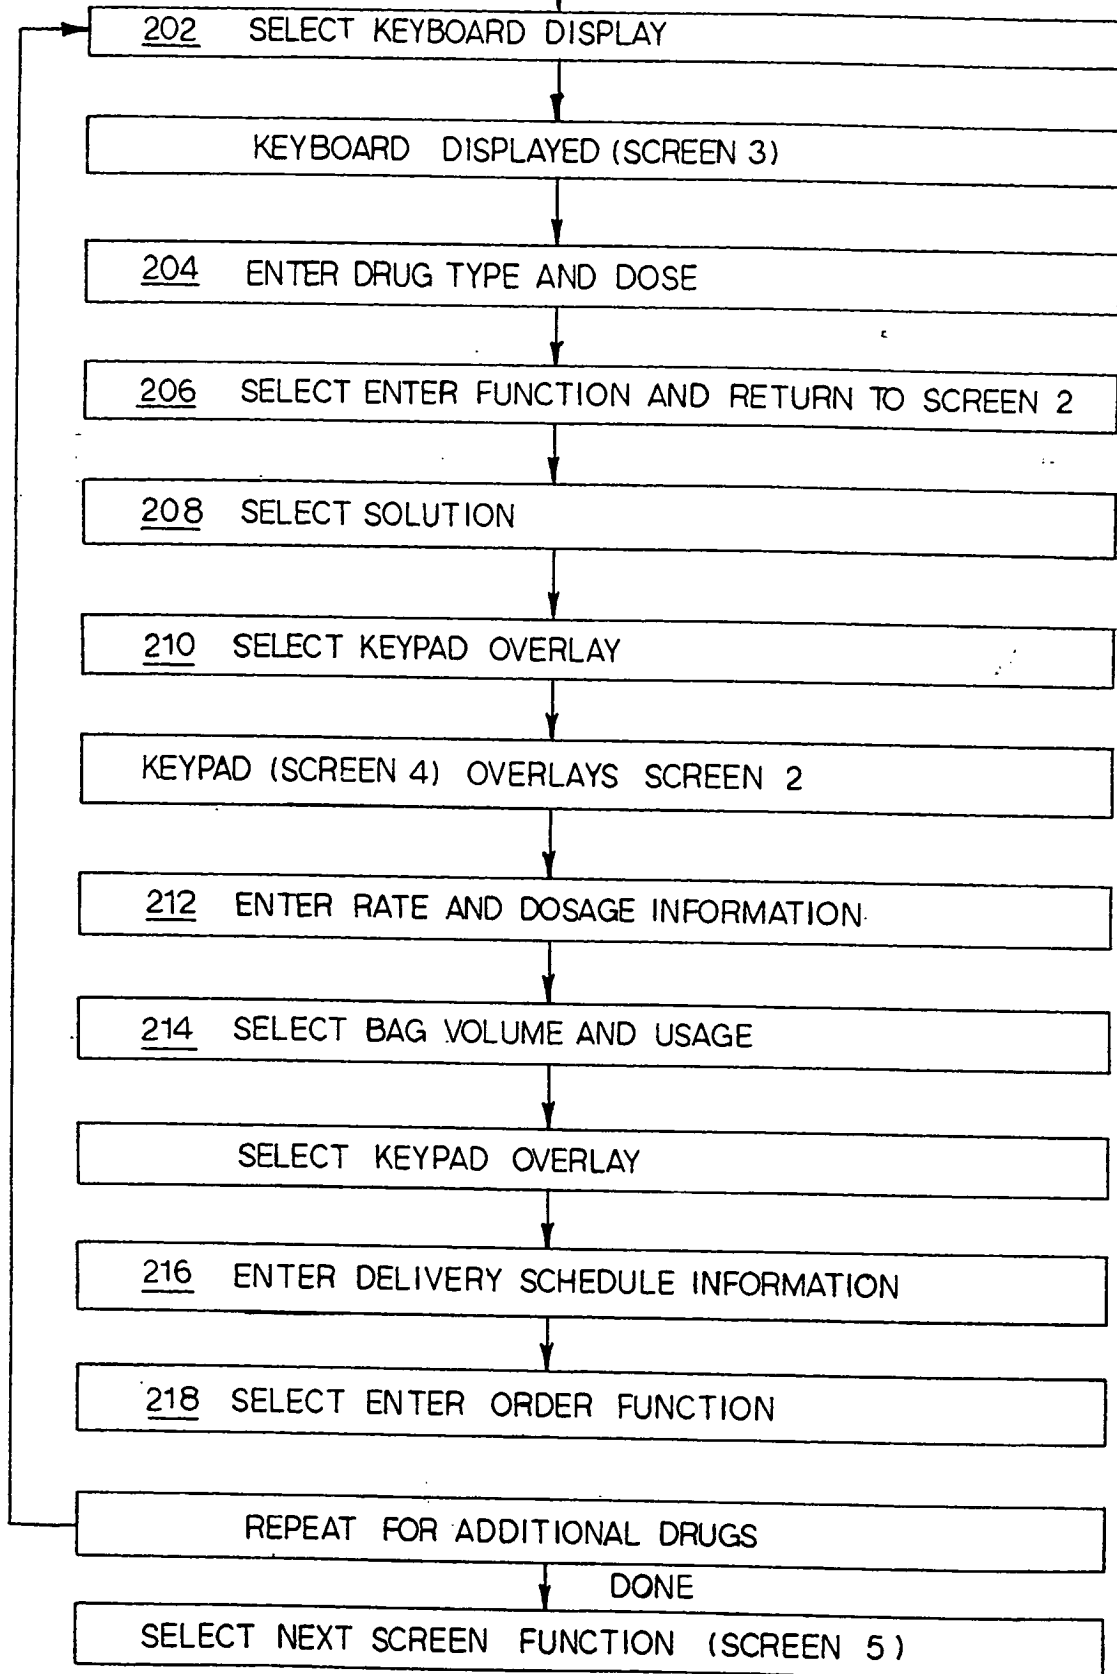 202 SELECT KEYBOARD DISPLAY
KEYBOARD DISPLAYED (SCREEN 3)
204 ENTER DRUG TYPE AND DOSE
206 SELECT ENTER FUNCTION AND RETURN TO SCREEN 2
208 SELECT SOLUTION
210 SELECT KEYPAD OVERLAY
KEYPAD (SCREEN 4) OVERLAYS SCREEN 2
212 ENTER RATE AND DOSAGE INFORMATION
214 SELECT BAG VOLUME AND USAGE
SELECT KEYPAD OVERLAY
216 ENTER DELIVERY SCHEDULE INFORMATION
218 SELECT ENTER ORDER FUNCTION
REPEAT FOR ADDITIONAL DRUGS
DONE
SELECT NEXT SCREEN FUNCTION (SCREEN 5)